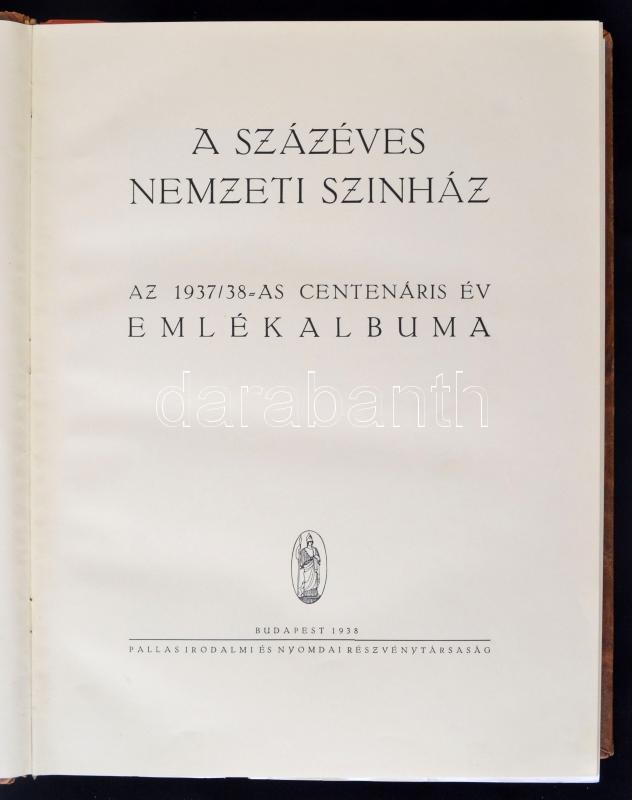 A SZÁZÉVES
NEMZETI SZINHÁZ
AZ 1937/38-AS CENTENÁRIS ÉV
EMLÉKALBUMA
darabanth
BUDAPEST 1938
PALLAS IRODALMI ÉS NYOMDAI RÉSZVÉNYTÁRSASÁG